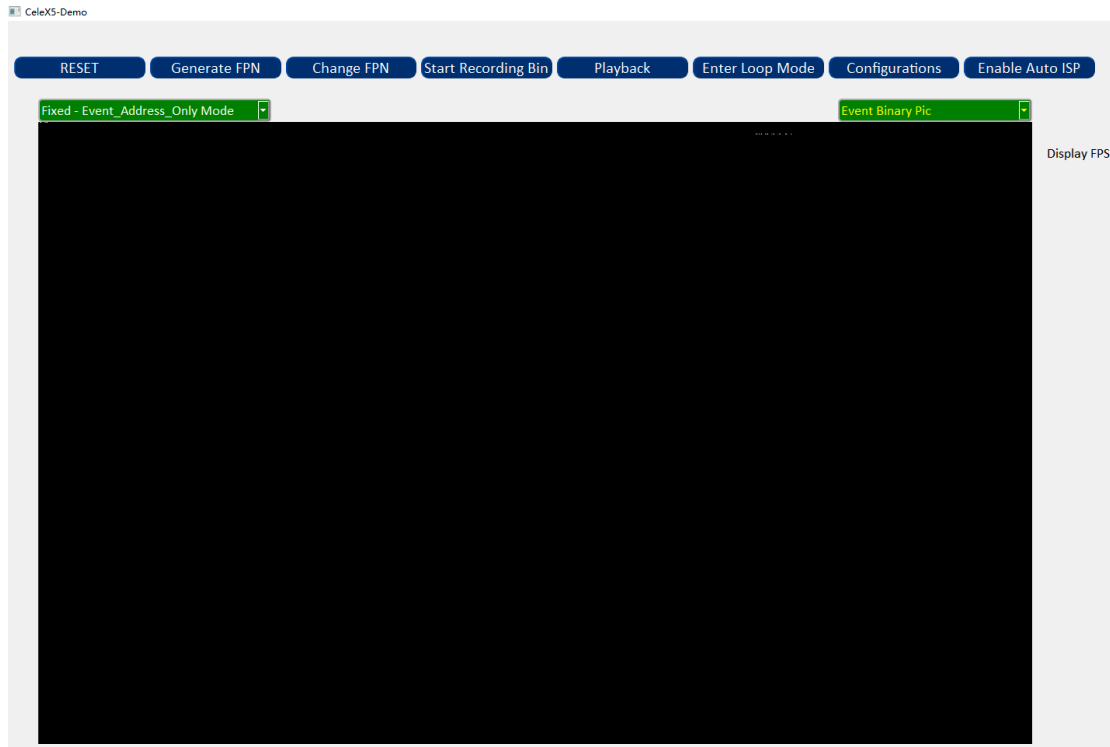 CeleX5-Demo
RESET
Generate FPN
Change FPN
Start Recording Bin
Playback
Enter Loop Mode
Configurations
Enable Auto ISP
Fixed - Event_Address_Only Mode
Event Binary Pic
Display FPS